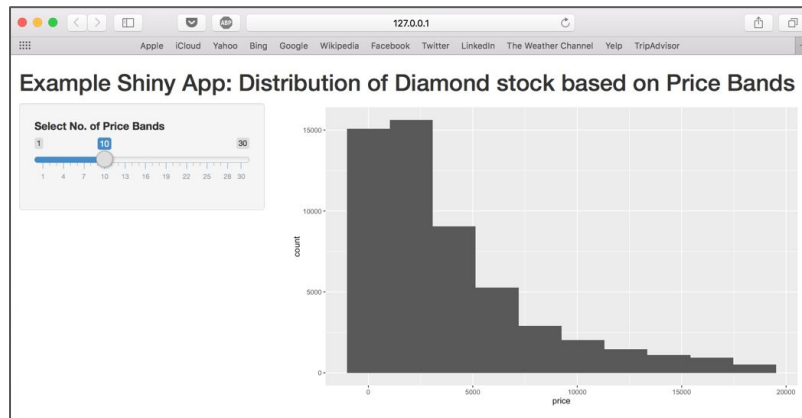 127.0.0.1
ABP
Apple iCloud Yahoo Bing Google Wikipedia Facebook Twitter LinkedIn The Weather Channel Yelp TripAdvisor
Example Shiny App: Distribution of Diamond stock based on Price Bands
Select No. of Price Bands
1 10 30
1 4 7 10 13 16 19 22 25 28 30
15000
10000
5000
0
count
0 5000 10000 15000 20000
price